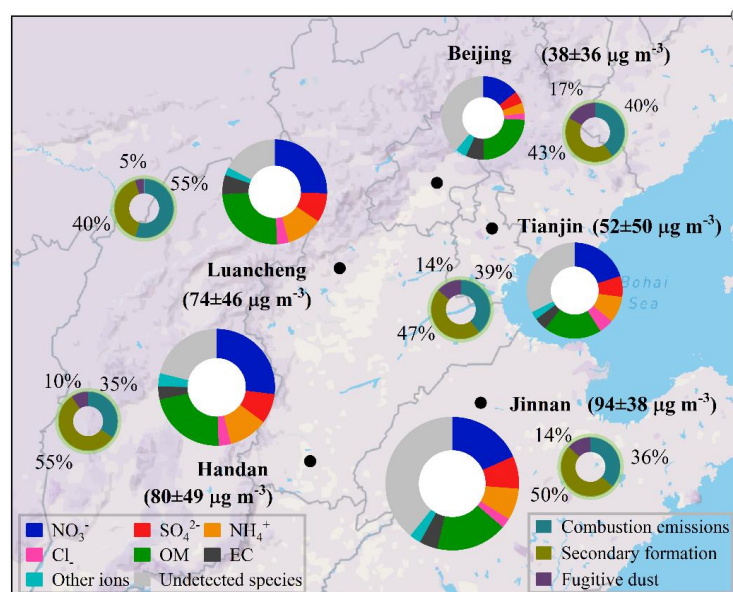 Beijing (38±36 μg m⁻³)
17%
40%
43%
5%
55%
40%
Luancheng
(74±46 μg m⁻³)
Tianjin (52±50 μg m⁻³)
14%
39%
47%
Bohai
Sea
10%
35%
55%
Handan
(80±49 μg m⁻³)
Jinnan (94±38 μg m⁻³)
14%
36%
50%
NO₃⁻ SO₄²⁻ NH₄⁺
Cl₋ OM EC
Other ions Undetected species
Combustion emissions
Secondary formation
Fugitive dust